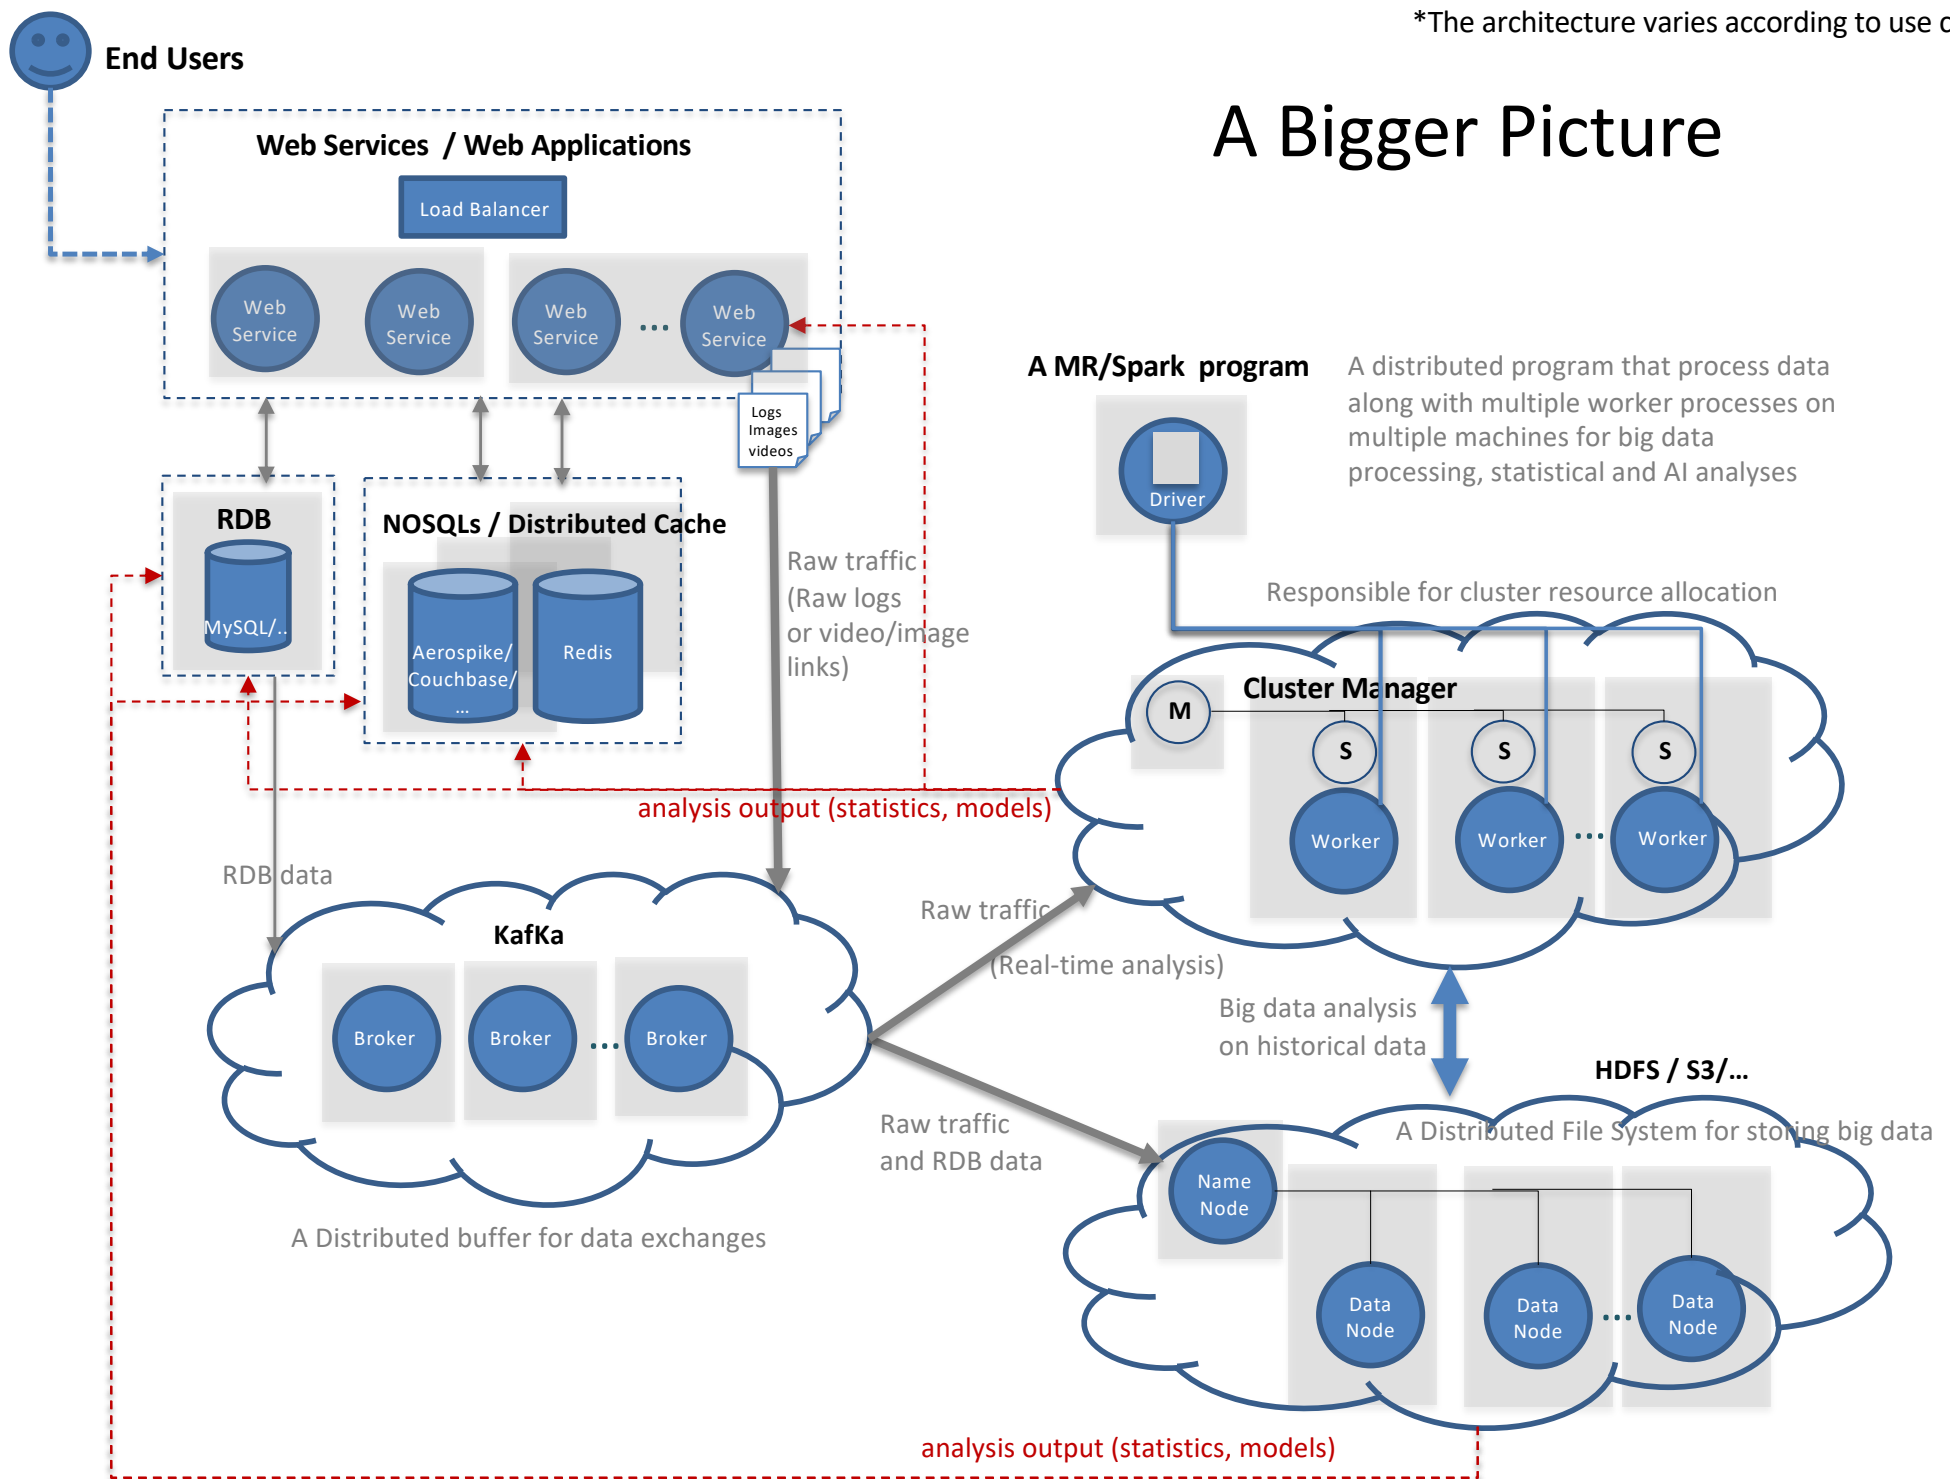 *The architecture varies according to use
End Users
A Bigger Picture
Web Services / Web Applications
Load Balancer
Web
Service
Web
Service
Web
Service
...
Web
Service
Logs
Images
videos
A MR/Spark program
A distributed program that process data
along with multiple worker processes on
multiple machines for big data
processing, statistical and AI analyses
Driver
RDB
MySQL/..
NOSQLs / Distributed Cache
Aerospike/
Couchbase/
...
Redis
Raw traffic
(Raw logs
or video/image
links)
Responsible for cluster resource allocation
Cluster Manager
M
S
S
S
Worker
Worker
....
Worker
analysis output (statistics, models)
RDB data
KafKa
Broker
Broker
....
Broker
A Distributed buffer for data exchanges
Raw traffic
(Real-time analysis)
Big data analysis
on historical data
Raw traffic
and RDB data
HDFS / S3/...
A Distributed File System for storing big data
Name
Node
Data
Node
Data
Node
....
Data
Node
analysis output (statistics, models)